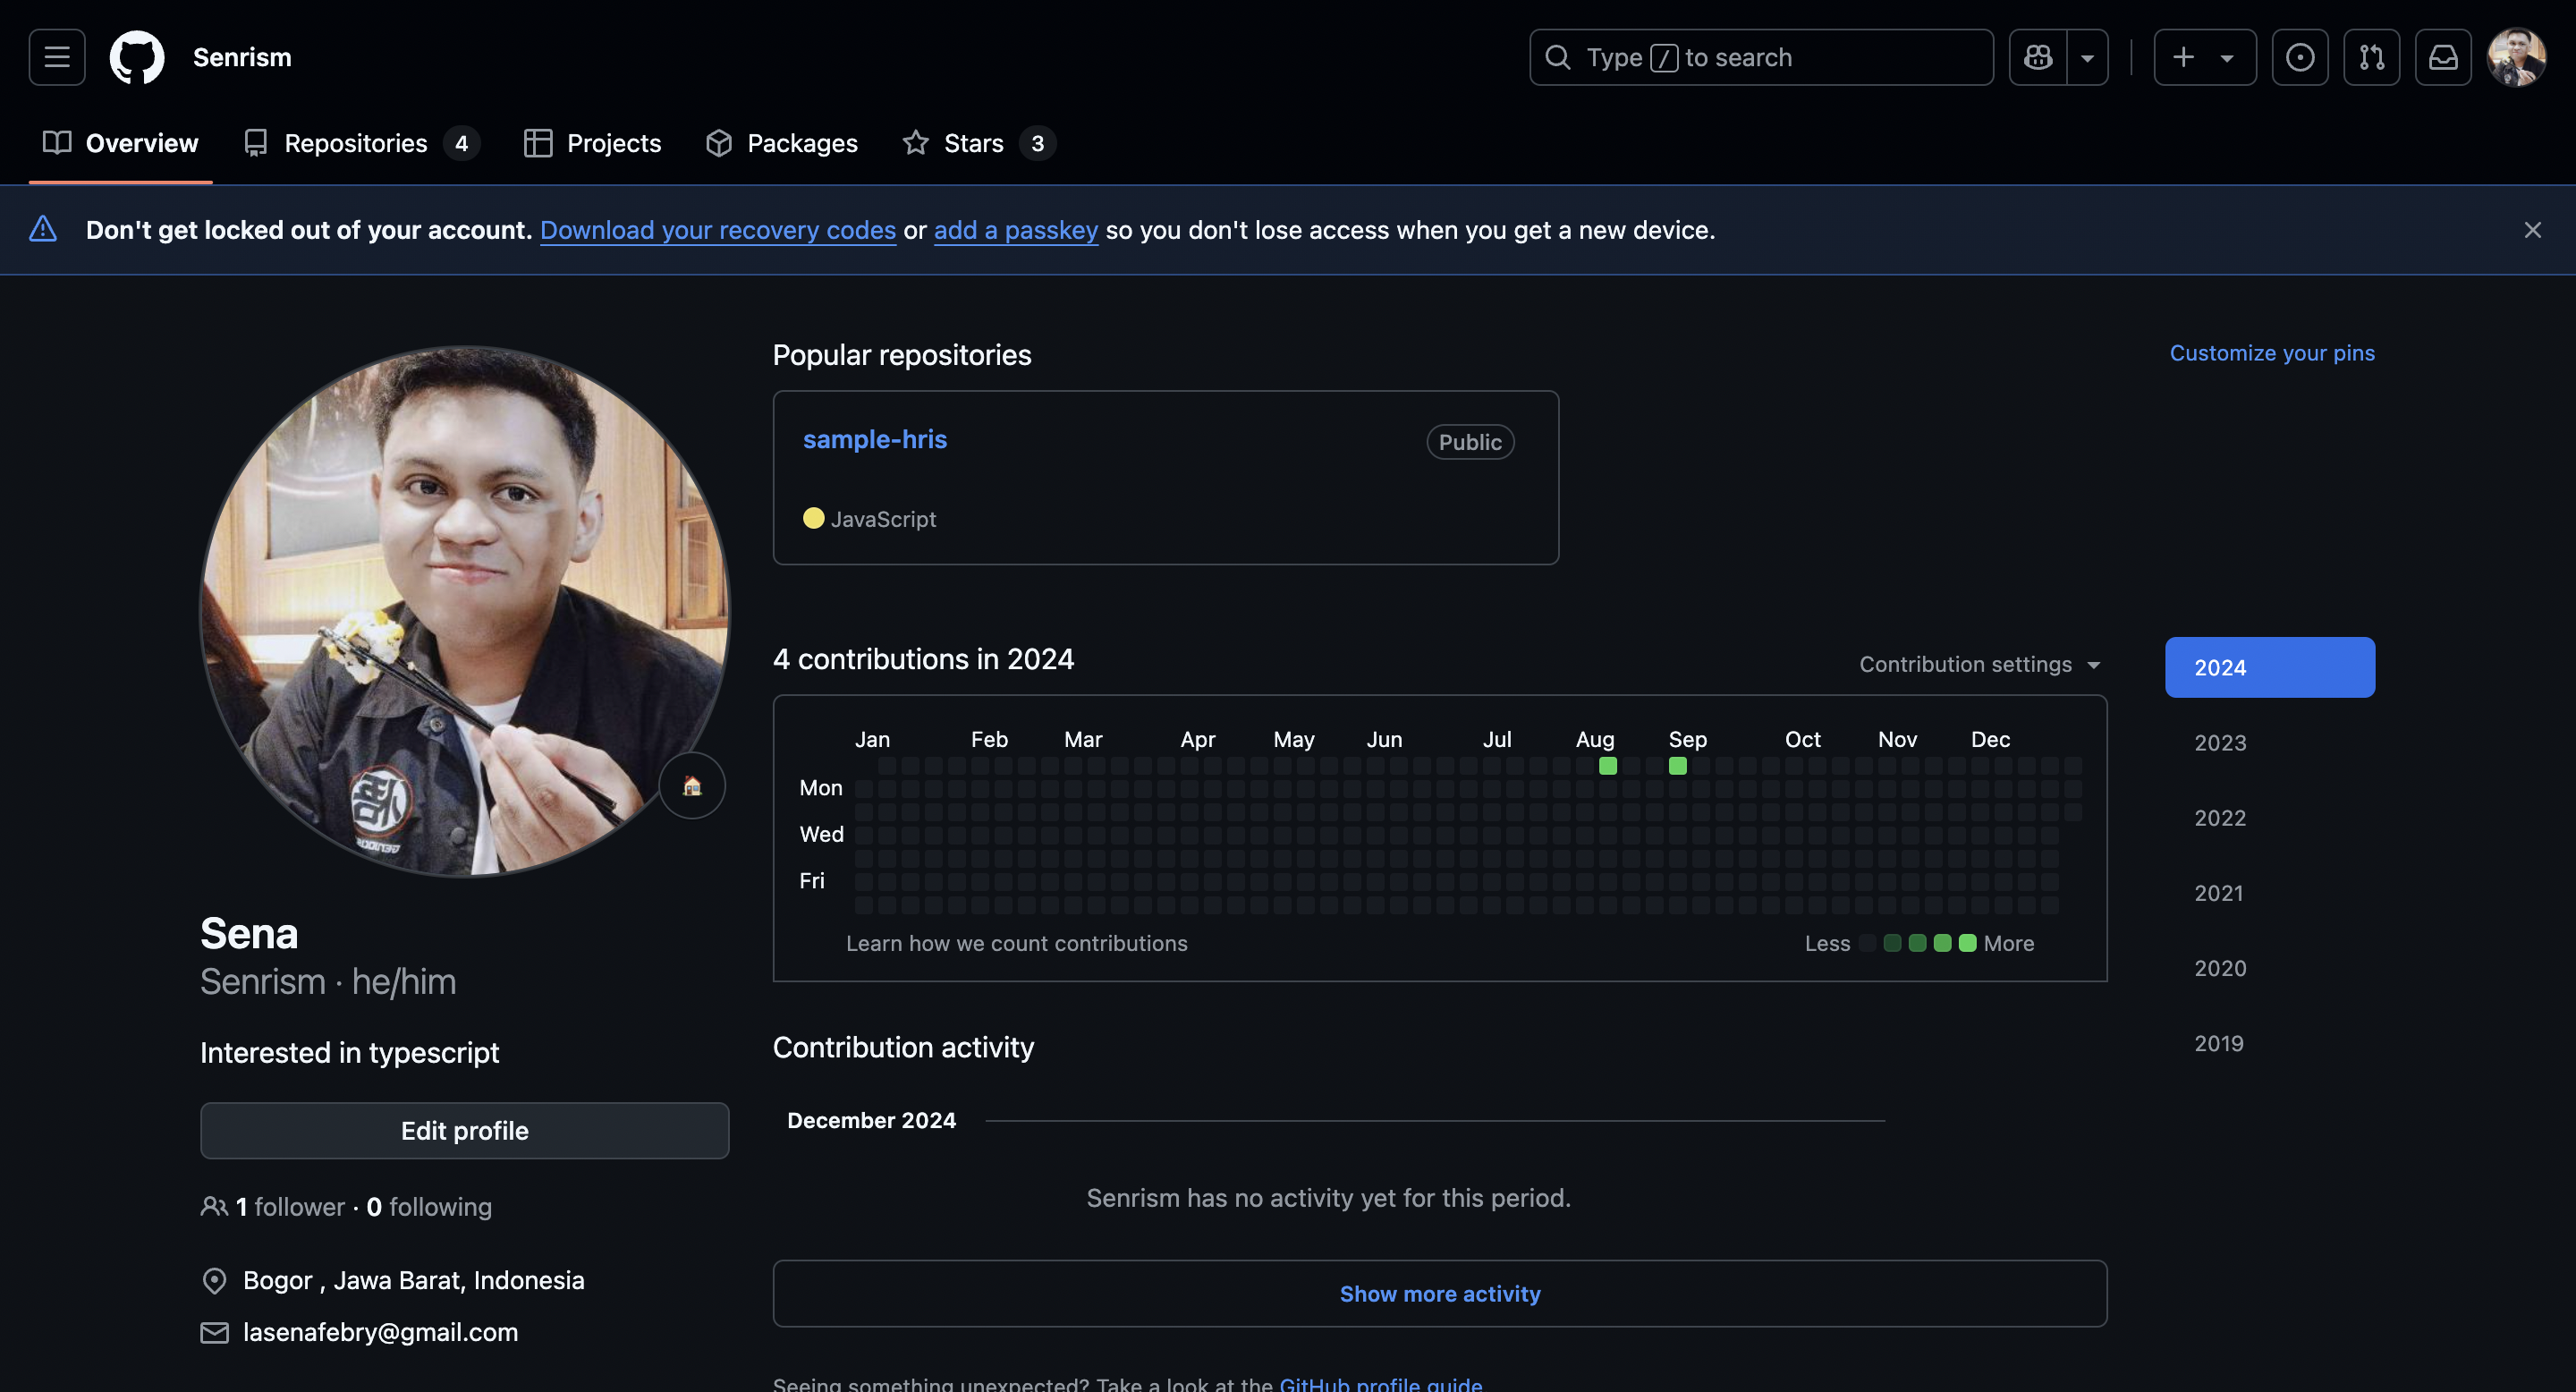 Senrism
Type / to search
Overview
Repositories 4
Projects
Packages
Stars 3
Don't get locked out of your account. Download your recovery codes or add a passkey so you don't lose access when you get a new device.
Popular repositories
Customize your pins
sample-hris
Public
JavaScript
4 contributions in 2024
Contribution settings
2024
2023
2022
2021
2020
2019
Jan Feb Mar Apr May Jun Jul Aug Sep Oct Nov Dec
Mon
Wed
Fri
Learn how we count contributions
Less More
Sena
Senrism · he/him
Interested in typescript
Edit profile
1 follower · 0 following
Bogor , Jawa Barat, Indonesia
lasenafebry@gmail.com
Contribution activity
December 2024
Senrism has no activity yet for this period.
Show more activity
Seeing something unexpected? Take a look at the GitHub profile guide